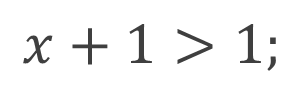 x + 1 > 1;